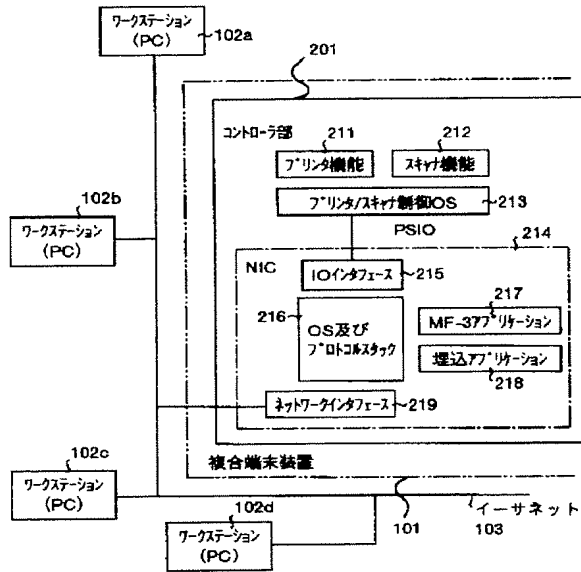 ワークステーション
(PC)
102a
201
コントローラ部
211
212
プリンタ機能
スキャナ機能
102b
プリンタ/スキャナ制御OS
213
ワークステーション
(PC)
PSIO
214
NIC
IOインタフェース
215
216
217
OS及び
プロトコルスタック
MF-3アプリケーション
埋込アプリケーション
218
ネットワークインタフェース
219
102c
複合端末装置
ワークステーション
(PC)
102d
101
イーサネット
103
ワークステーション
(PC)